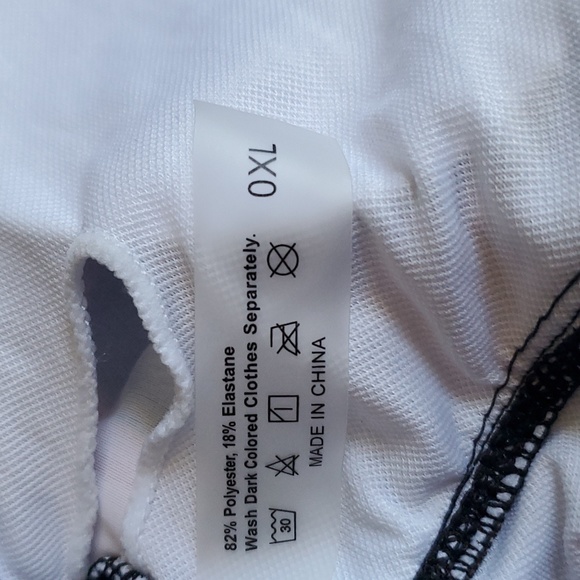 82% Polyester, 18% Elastane
Wash Dark Colored Clothes Separately.
30
MADE IN CHINA
0XL